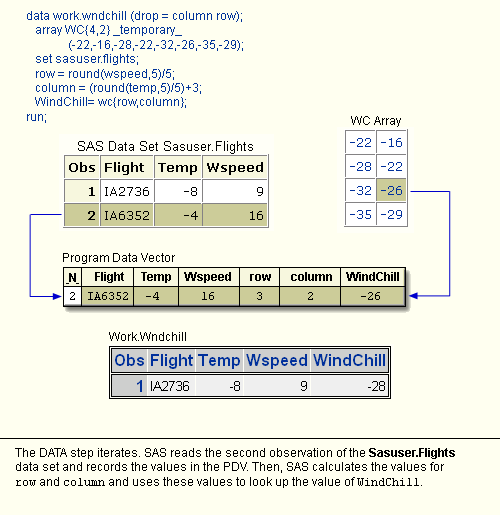 data work.wndchill (drop = column row);
array WC{4,2} _temporary_
(-22,-16,-28,-22,-32,-26,-35,-29);
set sasuser.flights;
row = round(wspeed,5)/5;
column = (round(temp,5)/5)+3;
WindChill= wc{row,column};
run;
WC Array
-22 -16
-28 -22
-32 -26
-35 -29
SAS Data Set Sasuser.Flights
Obs Flight Temp Wspeed
1 IA2736 -8 9
2 IA6352 -4 16
Program Data Vector
_N_ Flight Temp Wspeed row column WindChill
2 IA6352 -4 16 3 2 -26
Work.Wndchill
Obs Flight Temp Wspeed WindChill
1 IA2736 -8 9 -28
The DATA step iterates. SAS reads the second observation of the Sasuser.Flights
data set and records the values in the PDV. Then, SAS calculates the values for
row and column and uses these values to look up the value of WindChill.